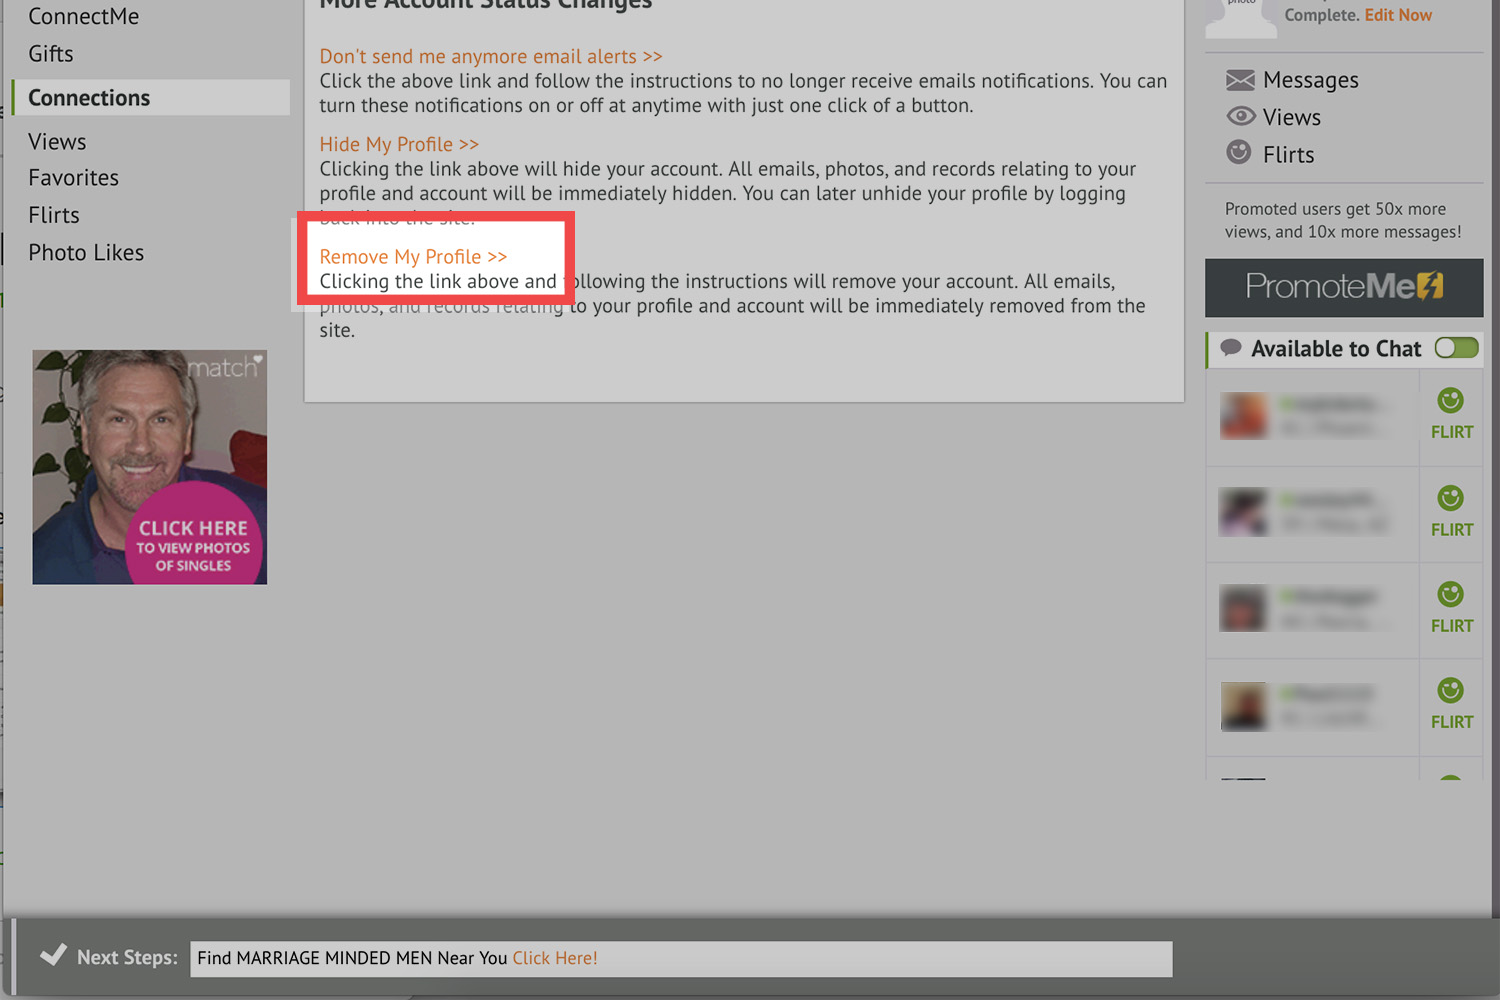 ConnectMe
Gifts
Connections
Views
Favorites
Flirts
Photo Likes
match
CLICK HERE
TO VIEW PHOTOS
OF SINGLES
More Account Status Changes
Don't send me anymore email alerts >>
Click the above link and follow the instructions to no longer receive emails notifications. You can
turn these notifications on or off at anytime with just one click of a button.
Hide My Profile >>
Clicking the link above will hide your account. All emails, photos, and records relating to your
profile and account will be immediately hidden. You can later unhide your profile by logging
back into the site.
Remove My Profile >>
Clicking the link above and following the instructions will remove your account. All emails,
photos, and records relating to your profile and account will be immediately removed from the
site.
photo
Complete. Edit Now
Messages
Views
Flirts
Promoted users get 50x more
views, and 10x more messages!
PromoteMe
Available to Chat
FLIRT
FLIRT
FLIRT
FLIRT
Next Steps: Find MARRIAGE MINDED MEN Near You Click Here!